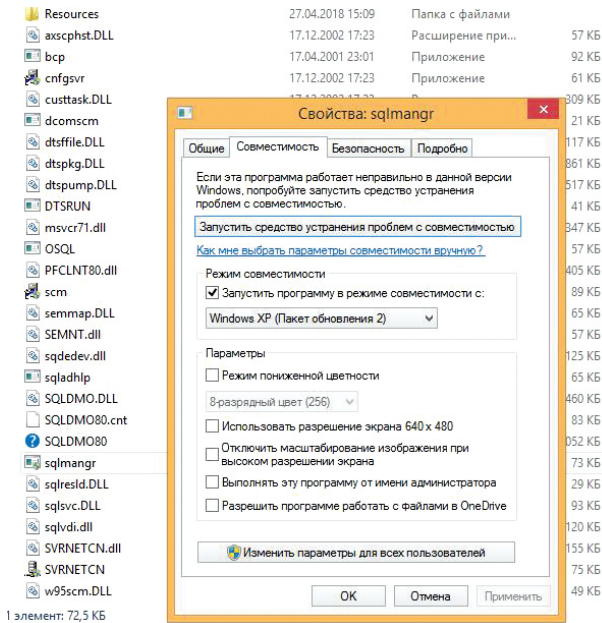 Resources 27.04.2018 15:09 Папка с файлами
axscphst.DLL 17.12.2002 17:23 Расширение при... 57 КБ
bcp 17.04.2001 23:01 Приложение 92 КБ
cnfgsvr 17.12.2002 17:23 Приложение 61 КБ
custtask.DLL 309 КБ
dcomscm 21 КБ
dtsffile.DLL 117 КБ
dtspkg.DLL 861 КБ
dtspump.DLL 517 КБ
DTSRUN 41 КБ
msvcr71.dll 347 КБ
OSQL 57 КБ
PFCLNT80.dll 405 КБ
scm 89 КБ
semmap.DLL 65 КБ
SEMNT.dll 57 КБ
sqdedev.dll 125 КБ
sqladhlp 65 КБ
SQLDMO.DLL 460 КБ
SQLDMO80.cnt 83 КБ
SQLDMO80 052 КБ
sqlmangr 73 КБ
sqlresld.DLL 29 КБ
sqlsvc.DLL 93 КБ
sqlvdi.dll 120 КБ
SVRNETCN.dll 155 КБ
SVRNETCN 75 КБ
w95scm.DLL 49 КБ
1 элемент: 72,5 КБ
Свойства: sqlmangr
Общие Совместимость Безопасность Подробно
Если эта программа работает неправильно в данной версии
Windows, попробуйте запустить средство устранения
проблем с совместимостью.
Запустить средство устранения проблем с совместимостью
Как мне выбрать параметры совместимости вручную?
Режим совместимости
Запустить программу в режиме совместимости с:
Windows XP (Пакет обновления 2)
Параметры
Режим пониженной цветности
8-разрядный цвет (256)
Использовать разрешение экрана 640 x 480
Отключить масштабирование изображения при
высоком разрешении экрана
Выполнять эту программу от имени администратора
Разрешить программе работать с файлами в OneDrive
Изменить параметры для всех пользователей
OK Отмена Применить